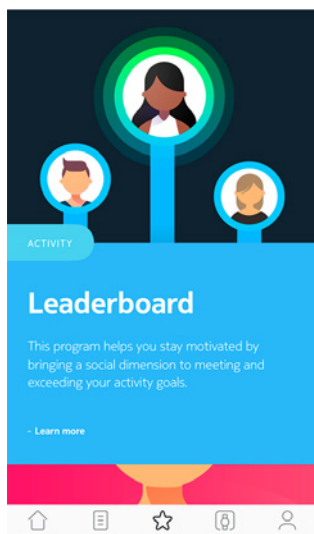 ACTIVITY
Leaderboard
This program helps you stay motivated by
bringing a social dimension to meeting and
exceeding your activity goals.
– Learn more